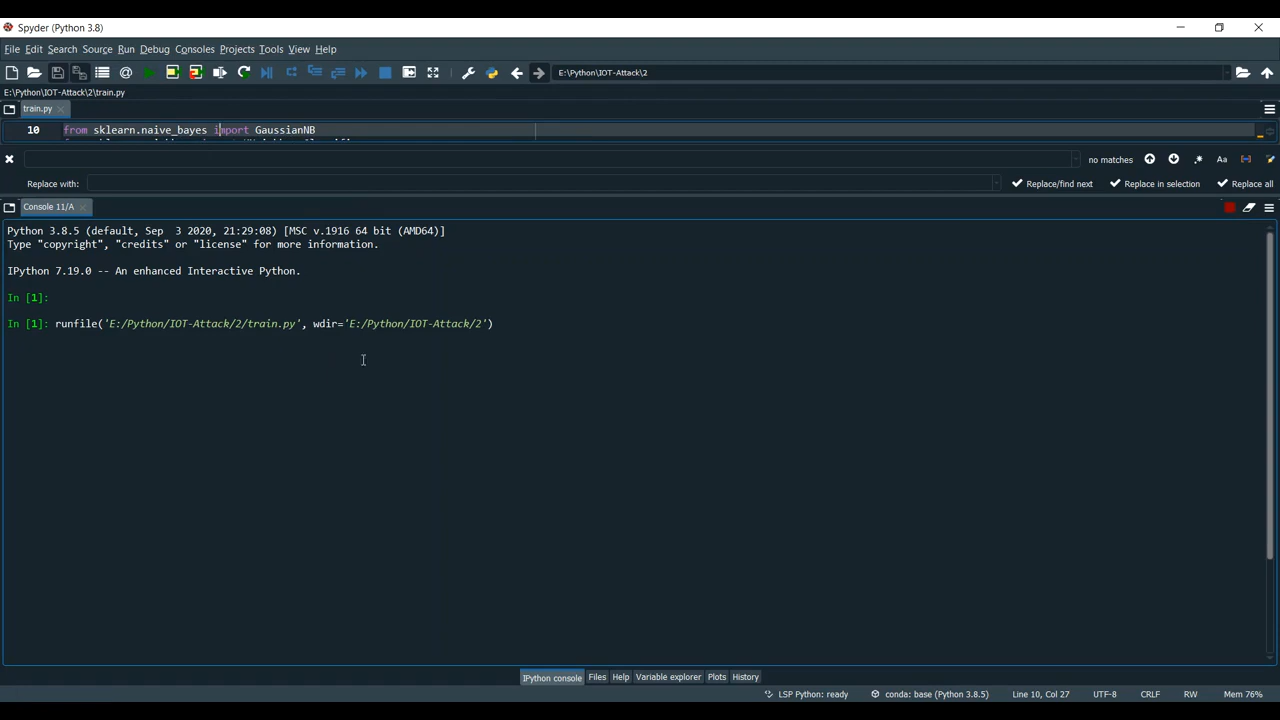 Spyder (Python 3.8)
File Edit Search Source Run Debug Consoles Projects Tools View Help
E:\Python\IOT-Attack\2
E:\Python\IOT-Attack\2\train.py
train.py
10 from sklearn.naive_bayes import GaussianNB
no matches Aa
Replace with: Replace/find next Replace in selection Replace all
Console 11/A
Python 3.8.5 (default, Sep  3 2020, 21:29:08) [MSC v.1916 64 bit (AMD64)]
Type "copyright", "credits" or "license" for more information.
IPython 7.19.0 -- An enhanced Interactive Python.
In [1]:
In [1]: runfile('E:/Python/IOT-Attack/2/train.py', wdir='E:/Python/IOT-Attack/2')
IPython console Files Help Variable explorer Plots History
LSP Python: ready conda: base (Python 3.8.5) Line 10, Col 27 UTF-8 CRLF RW Mem 76%